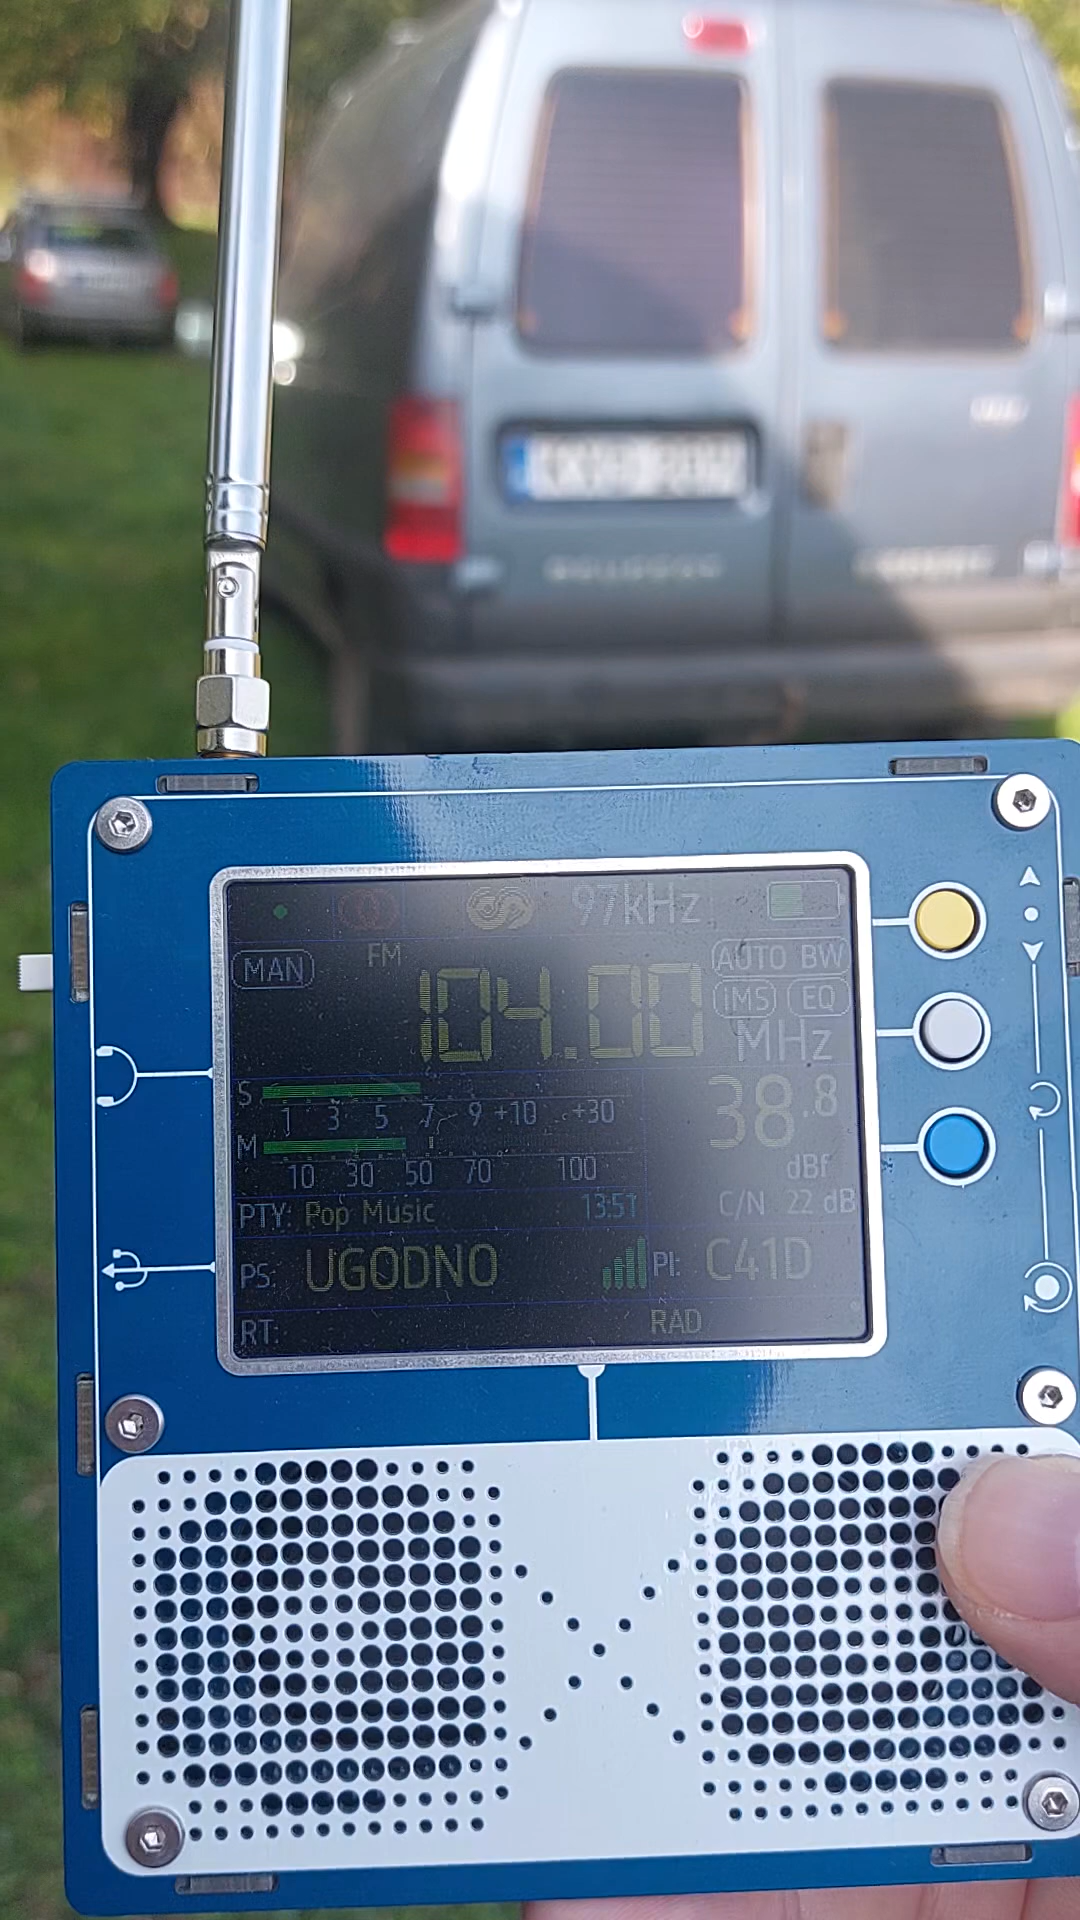 97kHz
MAN FM AUTO BW
104.00 IMS EQ
MHz
S 1 3 5 7 9 +10 +30 38.8
M 10 30 50 70 100 dBf
PTY: Pop Music 13:51 C/N 22 dB
PS: UGODNO PI: C41D
RT: RAD